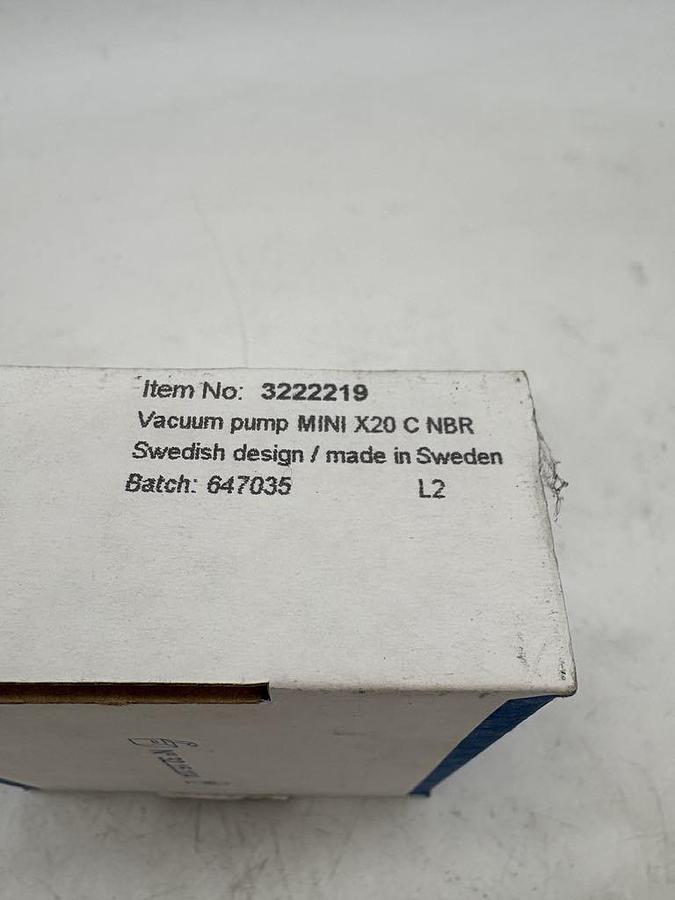 Item No: 3222219
Vacuum pump MINI X20 C NBR
Swedish design / made in Sweden
Batch: 647035 L2